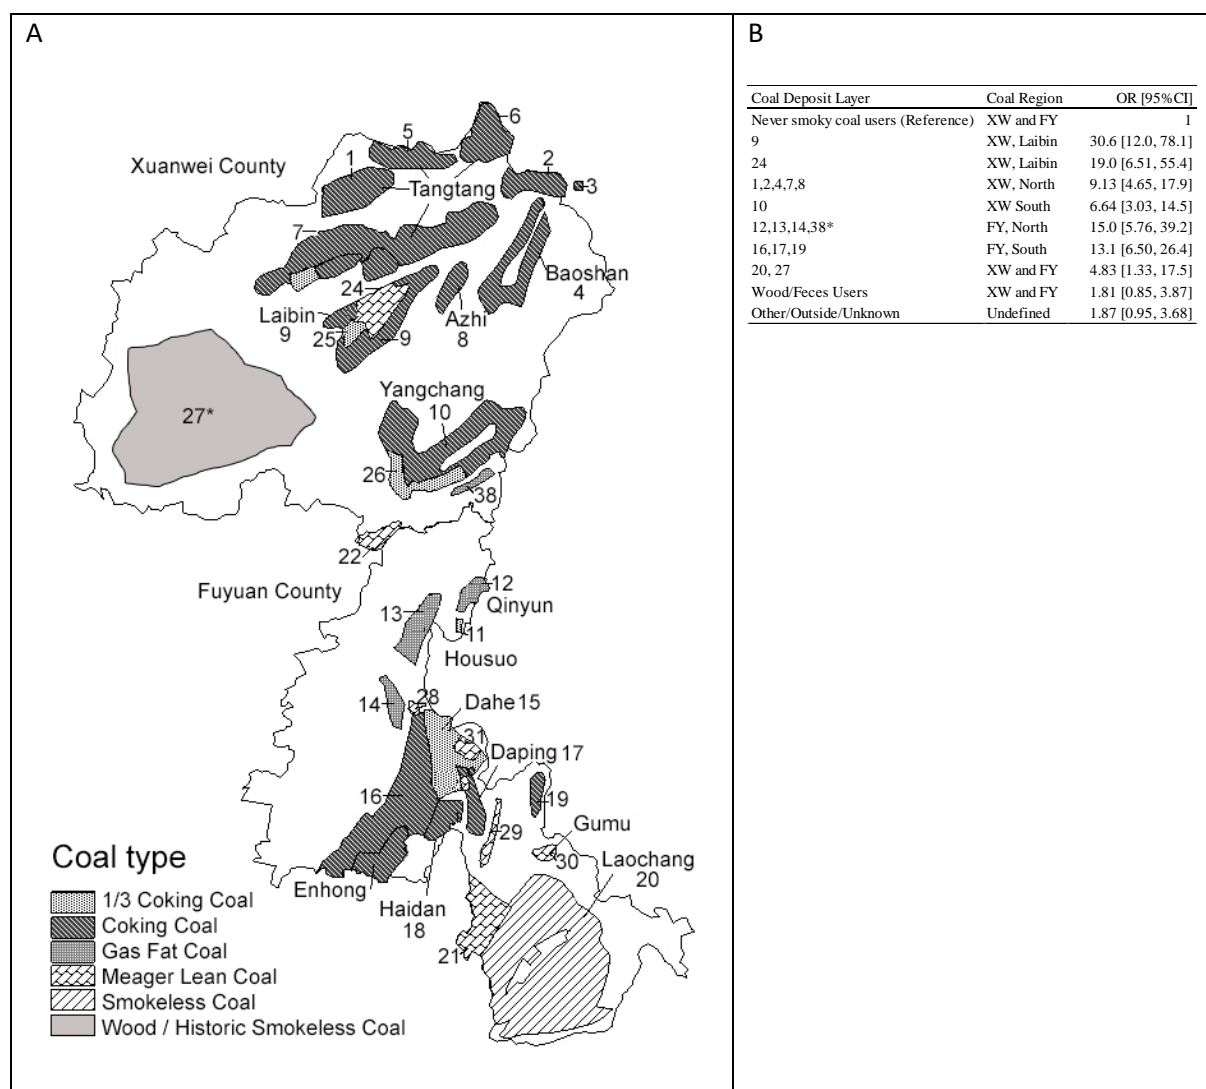 A
Xuanwei County
6
5
1
2
3
Tangtang
7
Baoshan
4
24
Laibin
9
25
9
Azhi
8
27*
Yangchang
10
26
38
22
Fuyuan County
12
Qinyun
13
11
Housuo
14
28
Dahe 15
31
Daping 17
16
19
29
Gumu
30
Laochang
20
Enhong
Haidan
18
21
Coal type
1/3 Coking Coal
Coking Coal
Gas Fat Coal
Meager Lean Coal
Smokeless Coal
Wood / Historic Smokeless Coal
B
Coal Deposit Layer Coal Region OR [95%CI]
Never smoky coal users (Reference) XW and FY 1
9 XW, Laibin 30.6 [12.0, 78.1]
24 XW, Laibin 19.0 [6.51, 55.4]
1,2,4,7,8 XW, North 9.13 [4.65, 17.9]
10 XW South 6.64 [3.03, 14.5]
12,13,14,38* FY, North 15.0 [5.76, 39.2]
16,17,19 FY, South 13.1 [6.50, 26.4]
20, 27 XW and FY 4.83 [1.33, 17.5]
Wood/Feces Users XW and FY 1.81 [0.85, 3.87]
Other/Outside/Unknown Undefined 1.87 [0.95, 3.68]